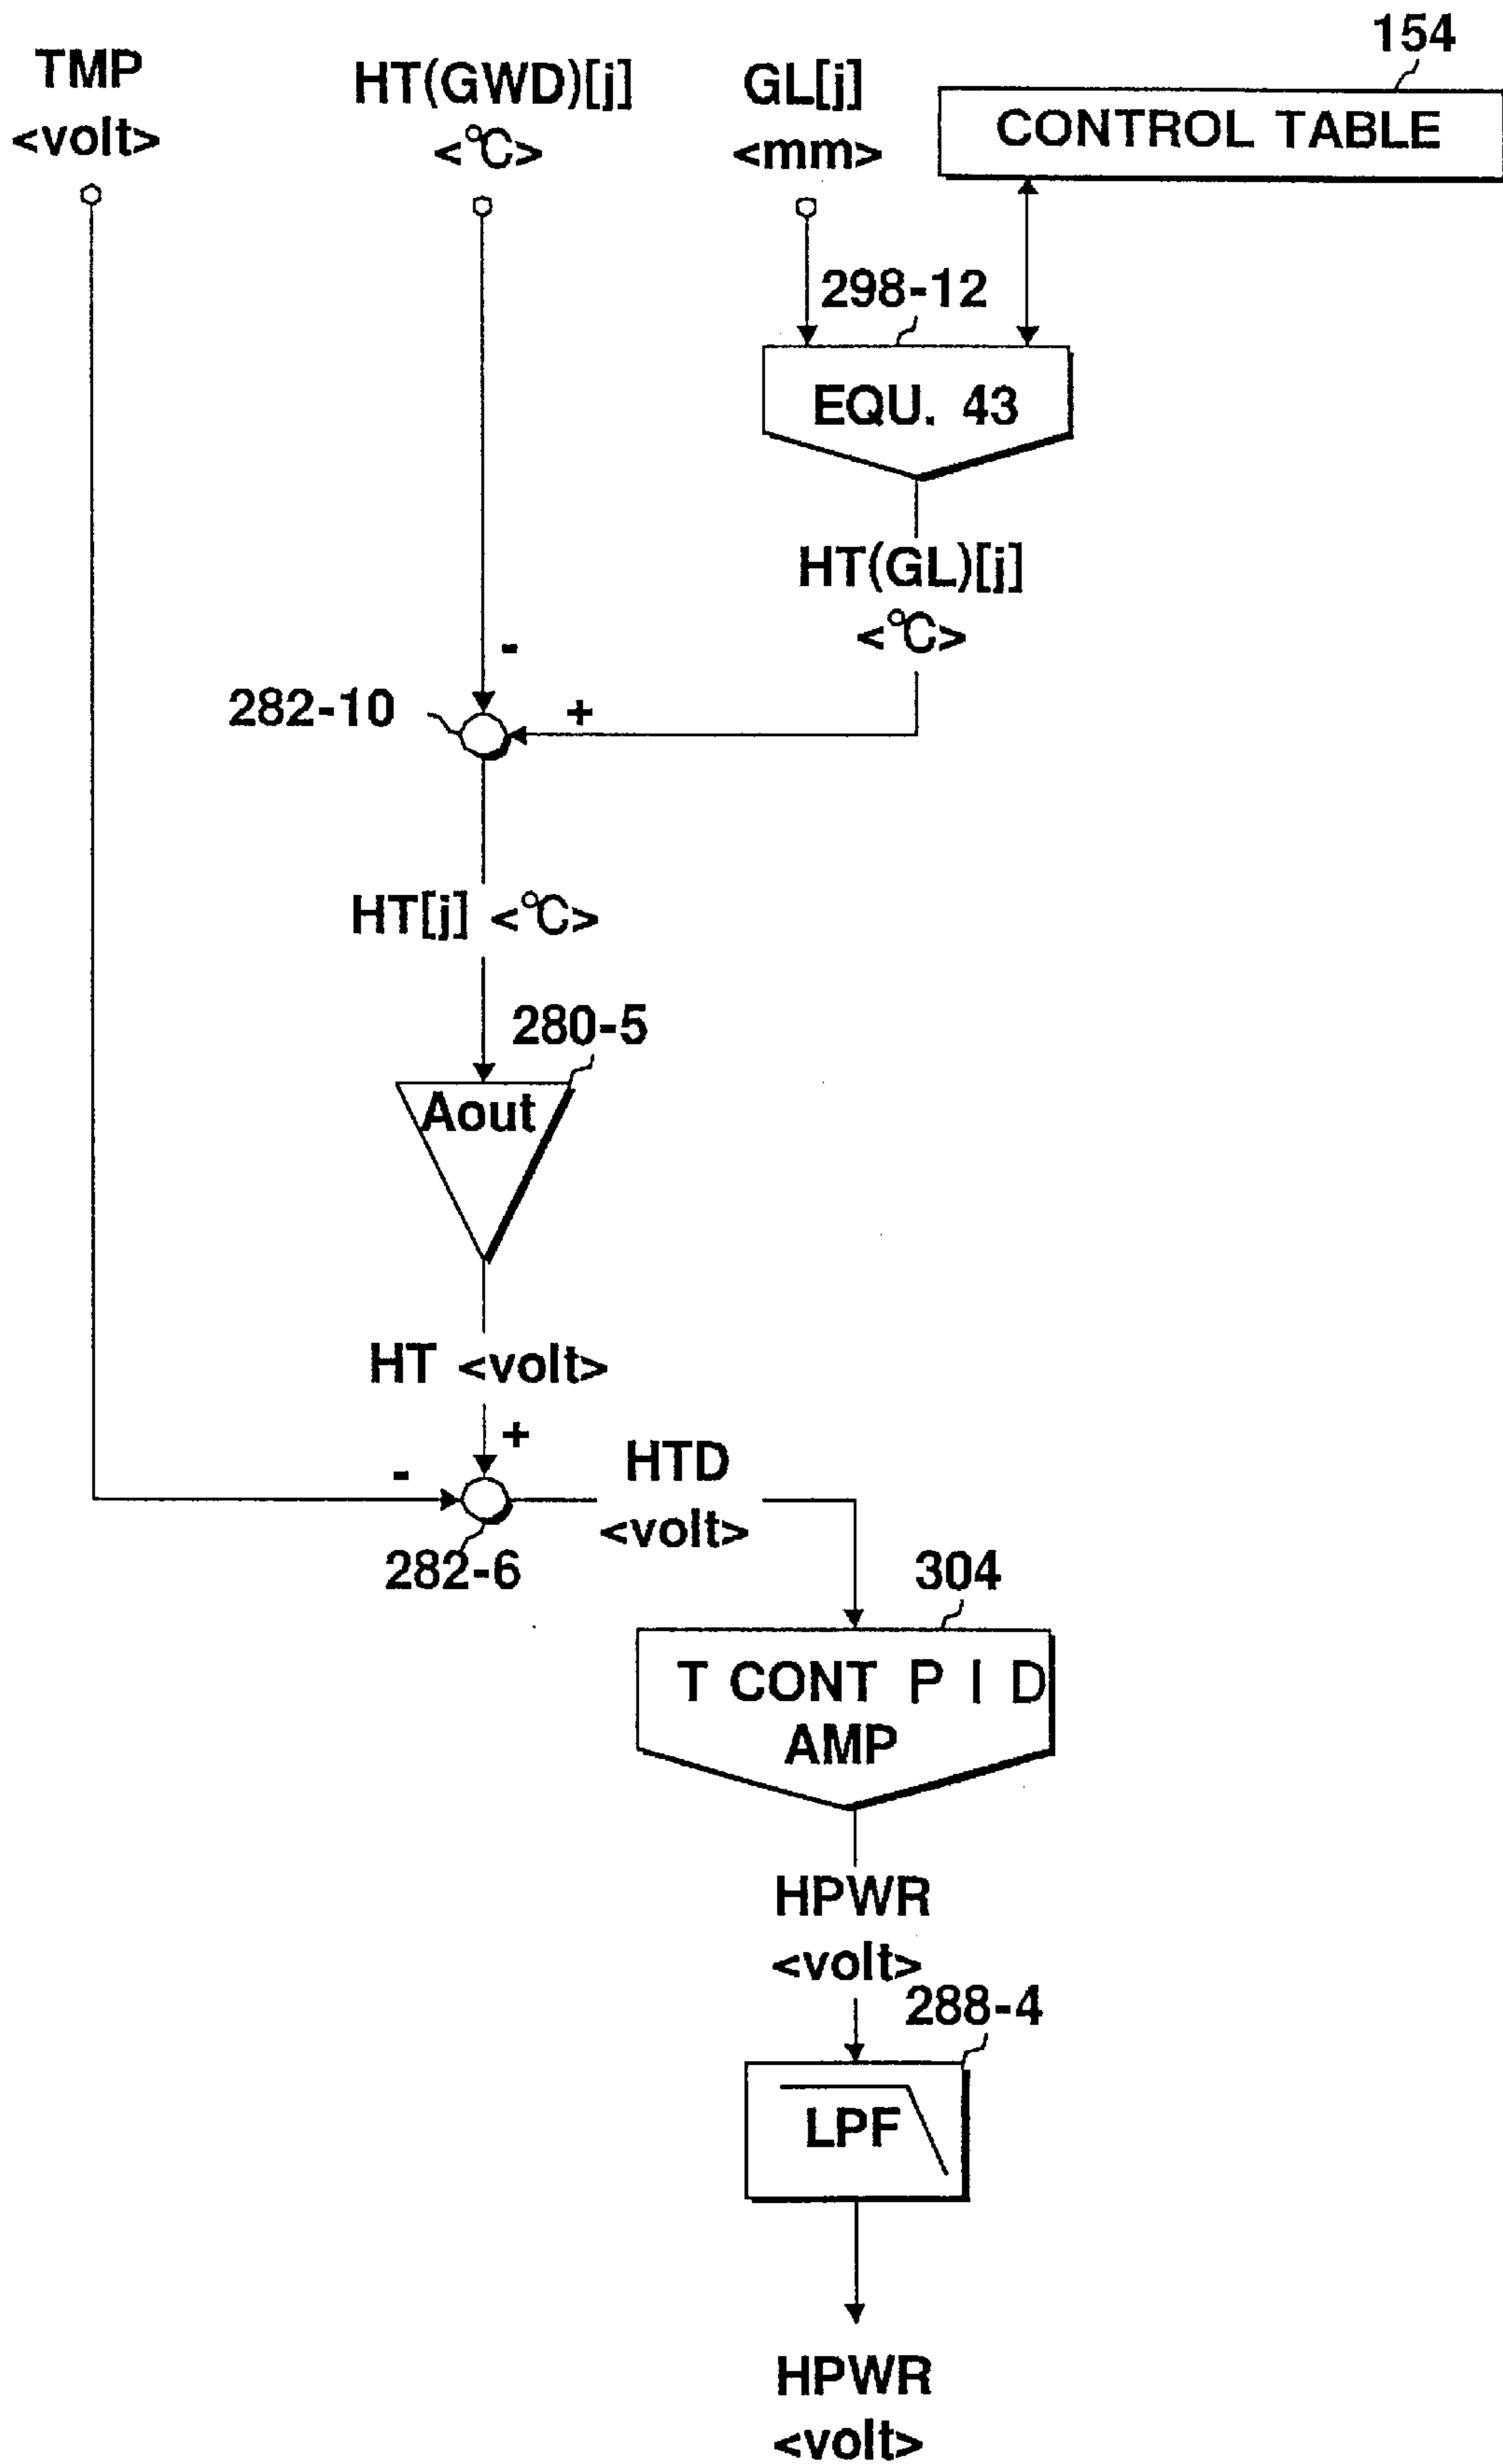 154
TMP
<volt>
HT(GWD)[j]
<℃>
GL[j]
<mm>
CONTROL TABLE
298-12
EQU. 43
HT(GL)[j]
<℃>
-
282-10
+
HT[j] <℃>
280-5
Aout
HT <volt>
+
-
HTD
<volt>
282-6
304
T CONT P I D
AMP
HPWR
<volt>
288-4
LPF
HPWR
<volt>